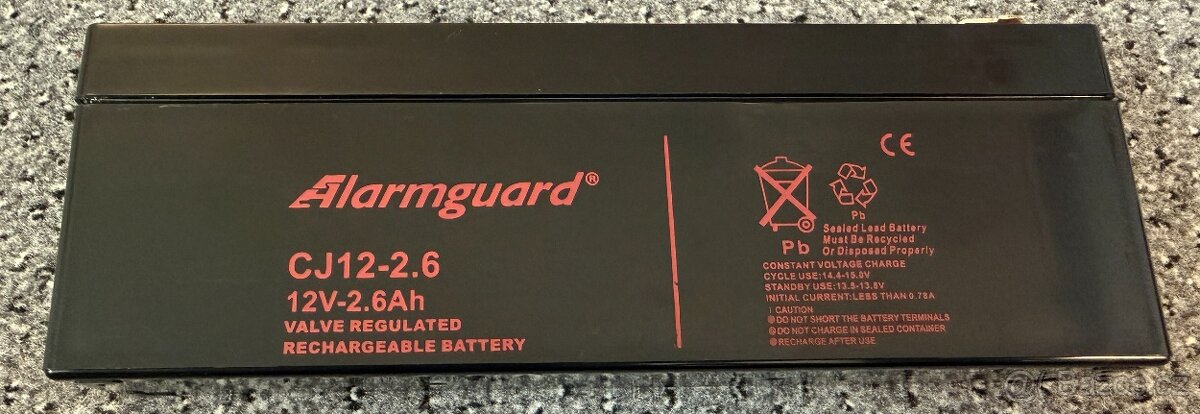 Alarmguard®
CJ12-2.6
12V-2.6Ah
VALVE REGULATED
RECHARGEABLE BATTERY
CE
Pb
Pb
Sealed Lead Battery
Must Be Recycled
Or Disposed Properly
CONSTANT VOLTAGE CHARGE
CYCLE USE:14.4-15.0V
STANDBY USE:13.5-13.8V
INITIAL CURRENT:LESS THAN 0.78A
! CAUTION
DO NOT SHORT THE BATTERY TERMINALS
DO NOT CHARGE IN SEALED CONTAINER
RECHARGE AFTER USE